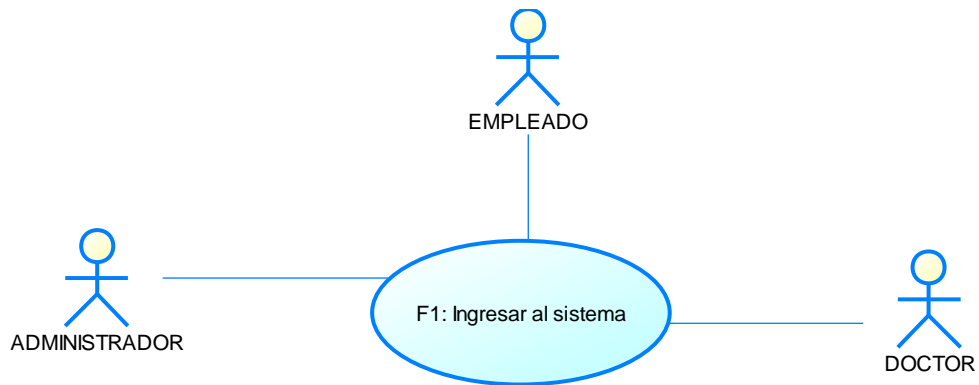 EMPLEADO
F1: Ingresar al sistema
ADMINISTRADOR
DOCTOR